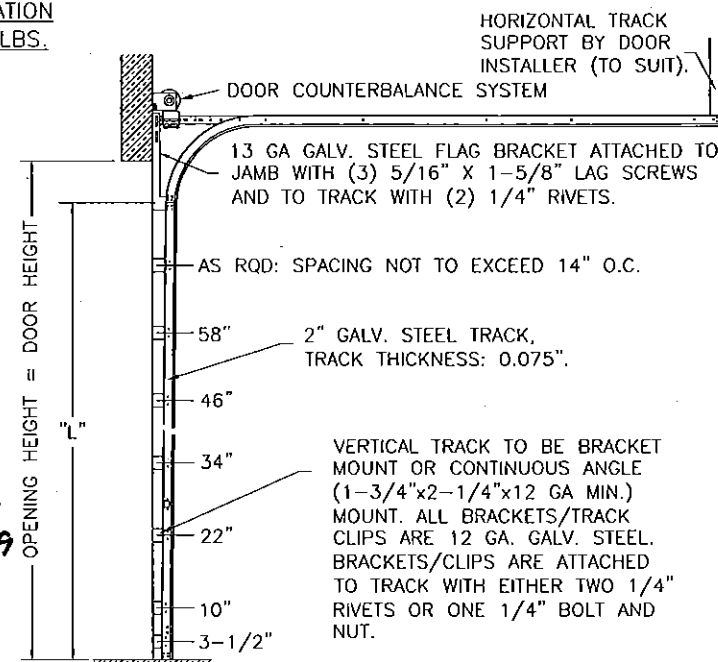 ATION
LBS.
HORIZONTAL TRACK
SUPPORT BY DOOR
INSTALLER (TO SUIT).
DOOR COUNTERBALANCE SYSTEM
13 GA GALV. STEEL FLAG BRACKET ATTACHED TO
JAMB WITH (3) 5/16" X 1-5/8" LAG SCREWS
AND TO TRACK WITH (2) 1/4" RIVETS.
AS RQD: SPACING NOT TO EXCEED 14" O.C.
OPENING HEIGHT = DOOR HEIGHT
"L"
58"
2" GALV. STEEL TRACK,
TRACK THICKNESS: 0.075".
46"
34"
VERTICAL TRACK TO BE BRACKET
MOUNT OR CONTINUOUS ANGLE
(1-3/4"x2-1/4"x12 GA MIN.)
MOUNT. ALL BRACKETS/TRACK
CLIPS ARE 12 GA. GALV. STEEL.
BRACKETS/CLIPS ARE ATTACHED
TO TRACK WITH EITHER TWO 1/4"
RIVETS OR ONE 1/4" BOLT AND
NUT.
22"
10"
3-1/2"